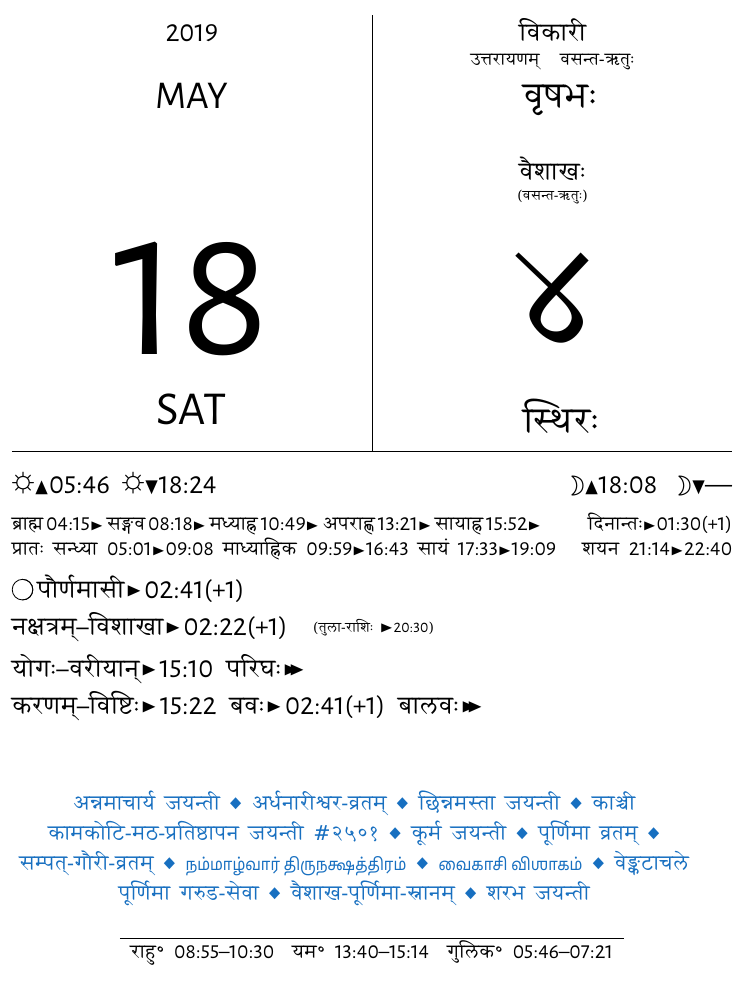 2019
MAY
18
SAT
विकारी
उत्तरायणम् वसन्त-ऋतुः
वृषभः
वैशाखः
(वसन्त-ऋतुः)
४
स्थिरः
☼▲05:46 ☼▼18:24 ☽▲18:08 ☽▼—
ब्राह्म 04:15► सङ्गव 08:18► मध्याह्न 10:49► अपराह्ण 13:21► सायाह्न 15:52► दिनान्तः►01:30(+1)
प्रातः सन्ध्या 05:01►09:08 माध्याह्निक 09:59►16:43 सायं 17:33►19:09 शयन 21:14►22:40
○पौर्णमासी►02:41(+1)
नक्षत्रम्–विशाखा►02:22(+1) (तुला-राशिः ►20:30)
योगः–वरीयान्►15:10 परिघः►►
करणम्–विष्टिः►15:22 बवः►02:41(+1) बालवः►►
अन्नमाचार्य जयन्ती ◆ अर्धनारीश्वर-व्रतम् ◆ छिन्नमस्ता जयन्ती ◆ काञ्ची
कामकोटि-मठ-प्रतिष्ठापन जयन्ती #२५०१ ◆ कूर्म जयन्ती ◆ पूर्णिमा व्रतम् ◆
सम्पत्-गौरी-व्रतम् ◆ நம்மாழ்வார் திருநக்ஷத்திரம் ◆ வைகாசி விஶாகம் ◆ वेङ्कटाचले
पूर्णिमा गरुड-सेवा ◆ वैशाख-पूर्णिमा-स्नानम् ◆ शरभ जयन्ती
राहु° 08:55–10:30 यम° 13:40–15:14 गुलिक° 05:46–07:21